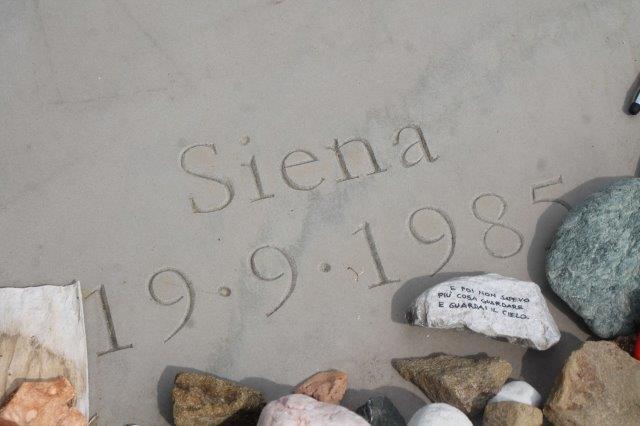 Siena
19·9·1985
E POI NON SAPEVO
PIÙ COSA GUARDARE
E GUARDAI IL CIELO.